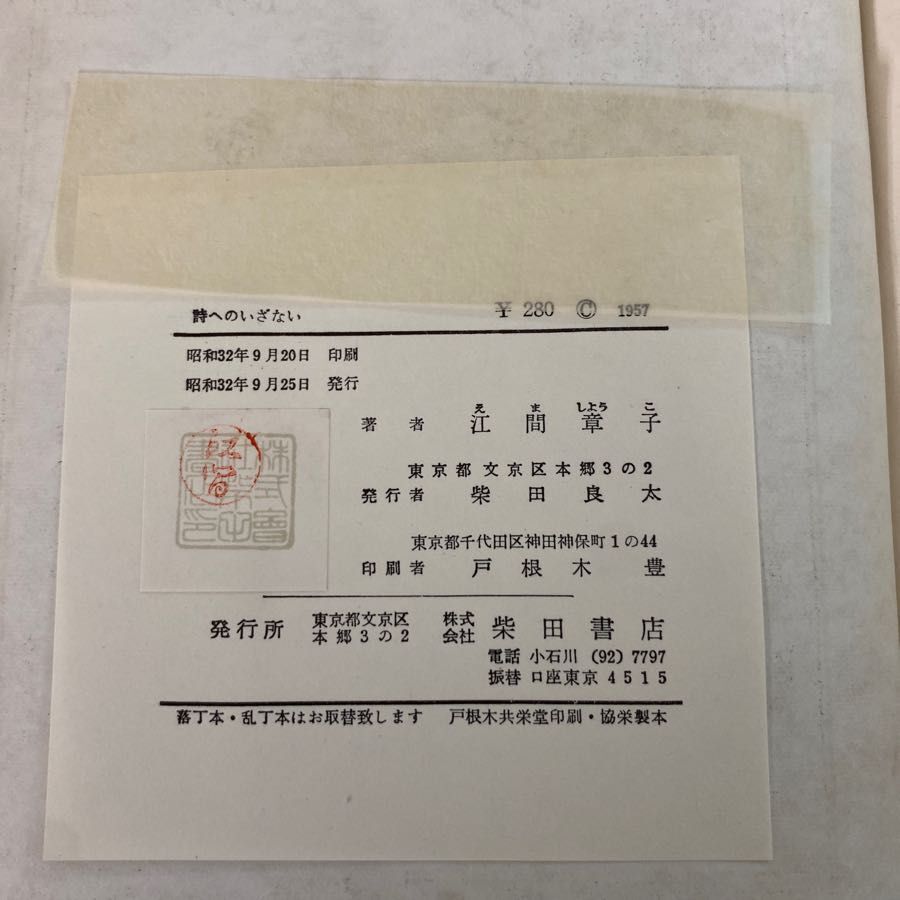 詩へのいざない ¥ 280 © 1957
昭和32年9月20日 印刷
昭和32年9月25日 発行
え ま しよう こ
著者 江間章子
東京都文京区本郷3の2
発行者 柴田良太
東京都千代田区神田神保町1の44
印刷者 戸根木豊
発行所 東京都文京区本郷3の2 株式会社 柴田書店
電話 小石川 (92) 7797
振替 口座東京 4515
落丁本・乱丁本はお取替致します 戸根木共栄堂印刷・協栄製本
江間